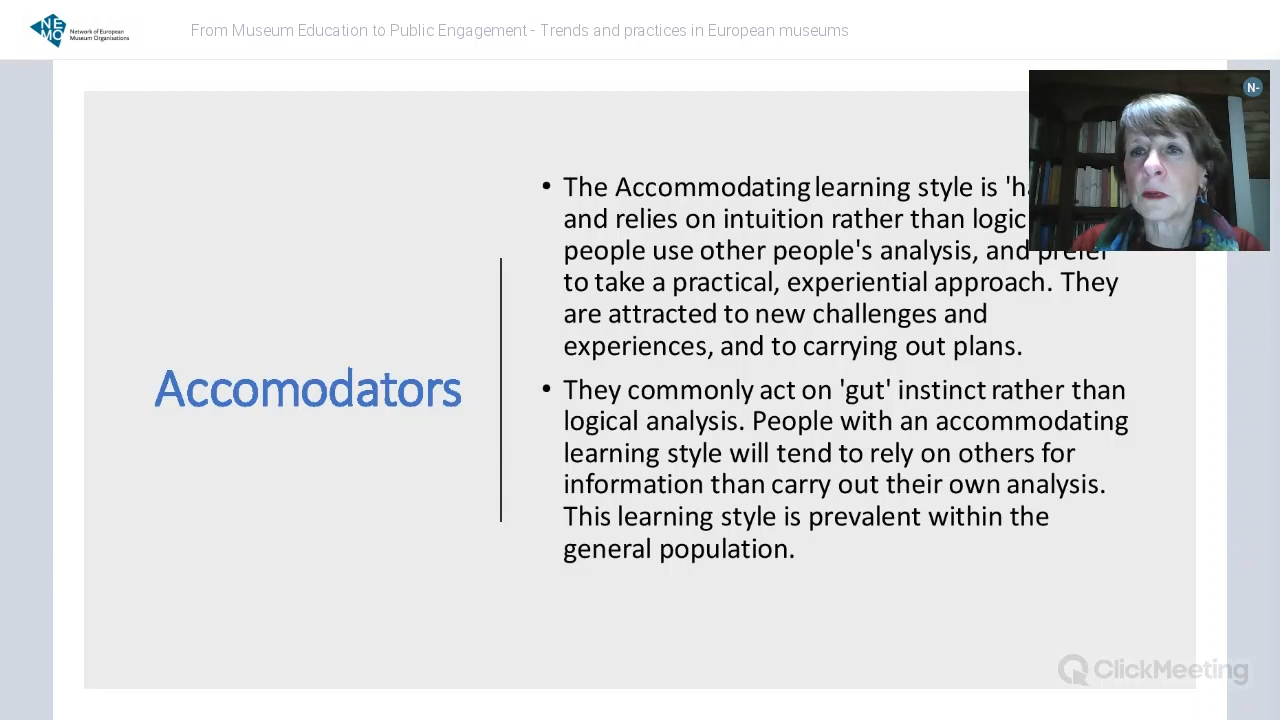 NE
MO
Network of European
Museum Organisations
From Museum Education to Public Engagement - Trends and practices in European museums
N-
• The Accommodating learning style is
and relies on intuition rather than logic
people use other people's analysis, and prefer
to take a practical, experiential approach. They
are attracted to new challenges and
experiences, and to carrying out plans.
Accomodators
• They commonly act on 'gut' instinct rather than
logical analysis. People with an accommodating
learning style will tend to rely on others for
information than carry out their own analysis.
This learning style is prevalent within the
general population.
ClickMeeting